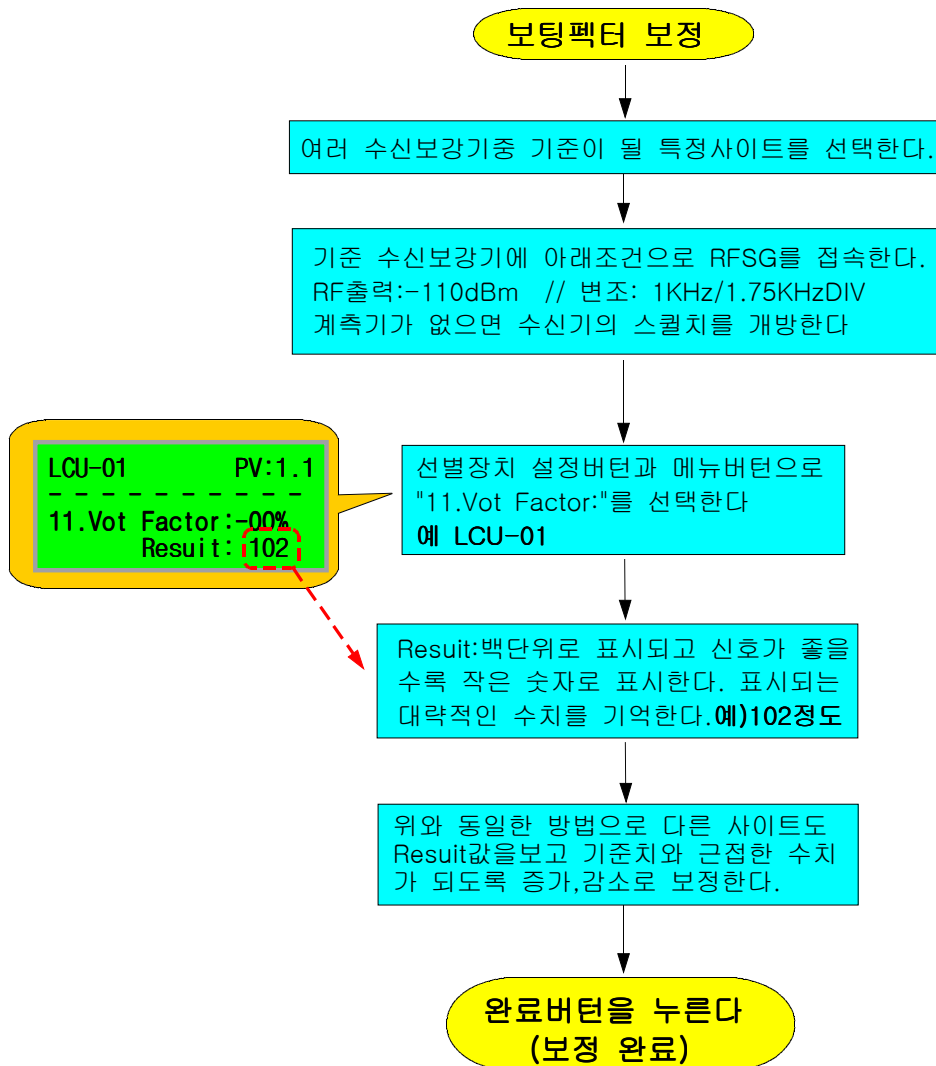 보팅펙터 보정
여러 수신보강기중 기준이 될 특정사이트를 선택한다.
기준 수신보강기에 아래조건으로 RFSG를 접속한다.
RF출력:-110dBm // 변조: 1KHz/1.75KHzDIV
계측기가 없으면 수신기의 스퀄치를 개방한다
LCU-01 PV:1.1
- - - - - - - - - - -
11.Vot Factor:-00%
Resuit: 102
선별장치 설정버턴과 메뉴버턴으로
"11.Vot Factor:"를 선택한다
예 LCU-01
Resuit:백단위로 표시되고 신호가 좋을
수록 작은 숫자로 표시한다. 표시되는
대략적인 수치를 기억한다.예)102정도
위와 동일한 방법으로 다른 사이트도
Resuit값을보고 기준치와 근접한 수치
가 되도록 증가,감소로 보정한다.
완료버턴을 누른다
(보정 완료)